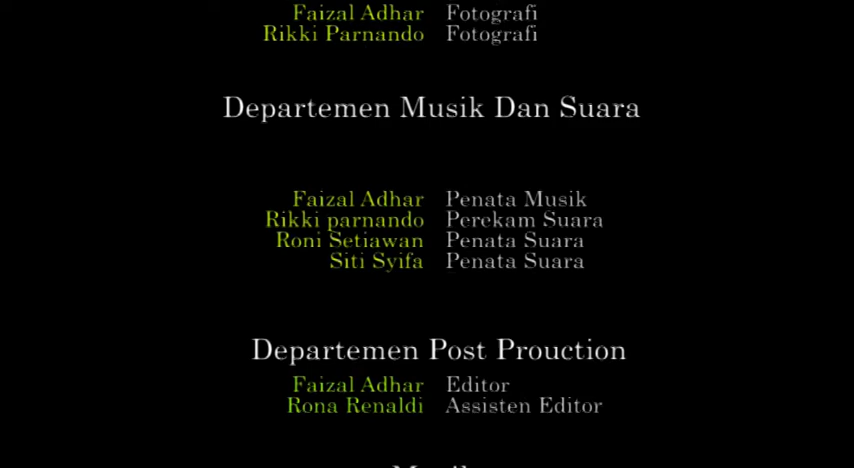 Faizal Adhar Fotografi
Rikki Parnando Fotografi
Departemen Musik Dan Suara
Faizal Adhar Penata Musik
Rikki parnando Perekam Suara
Roni Setiawan Penata Suara
Siti Syifa Penata Suara
Departemen Post Prouction
Faizal Adhar Editor
Rona Renaldi Assisten Editor